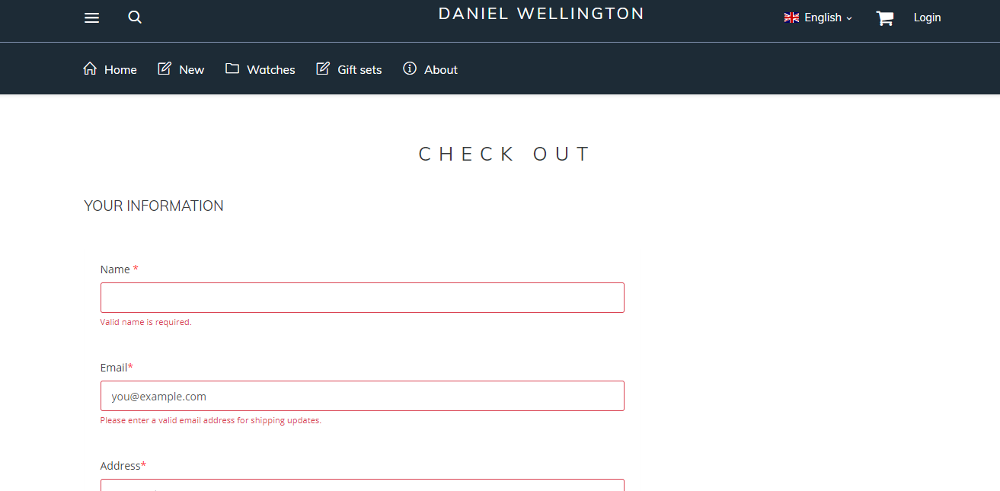 DANIEL WELLINGTON
English
Login
Home
New
Watches
Gift sets
About
CHECK OUT
YOUR INFORMATION
Name *
Valid name is required.
Email*
you@example.com
Please enter a valid email address for shipping updates.
Address*